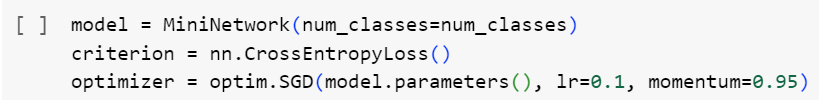 [ ] model = MiniNetwork(num_classes=num_classes)
criterion = nn.CrossEntropyLoss()
optimizer = optim.SGD(model.parameters(), lr=0.1, momentum=0.95)